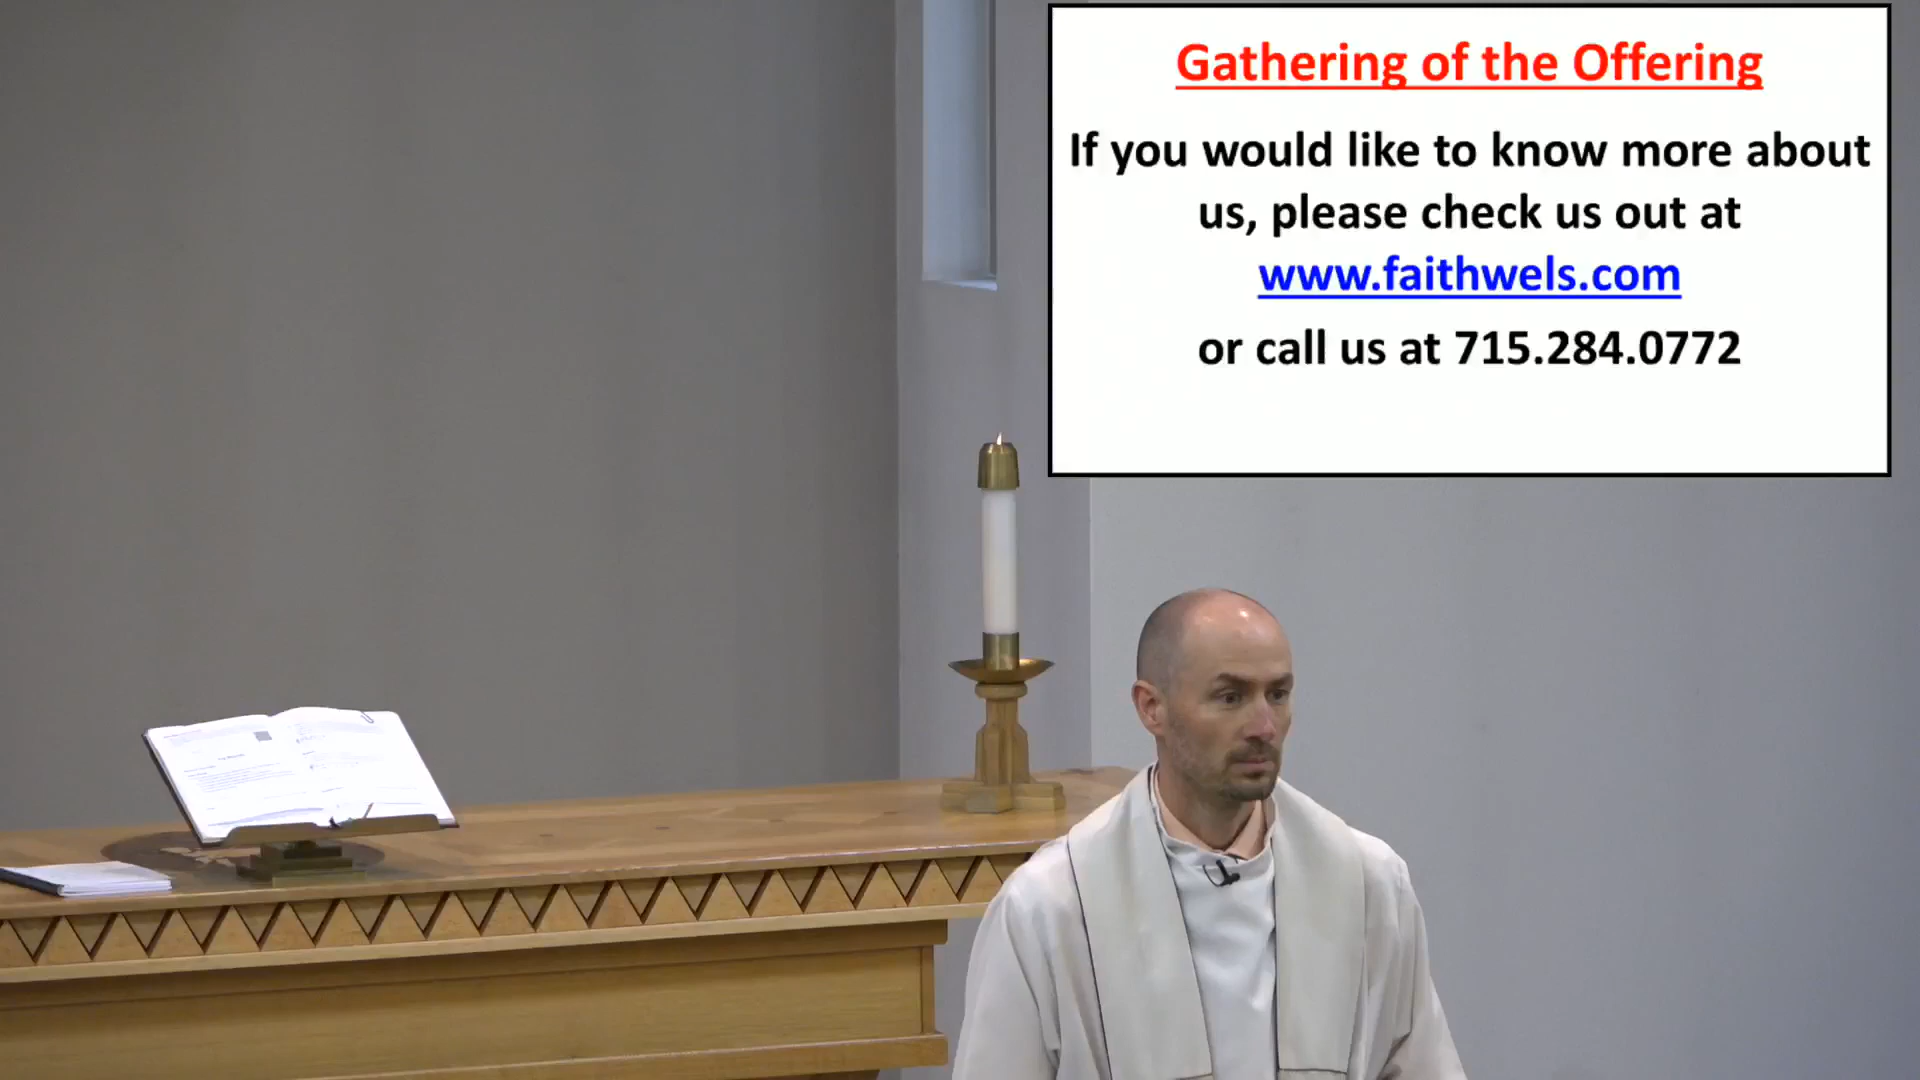 Gathering of the Offering
If you would like to know more about
us, please check us out at
www.faithwels.com
or call us at 715.284.0772